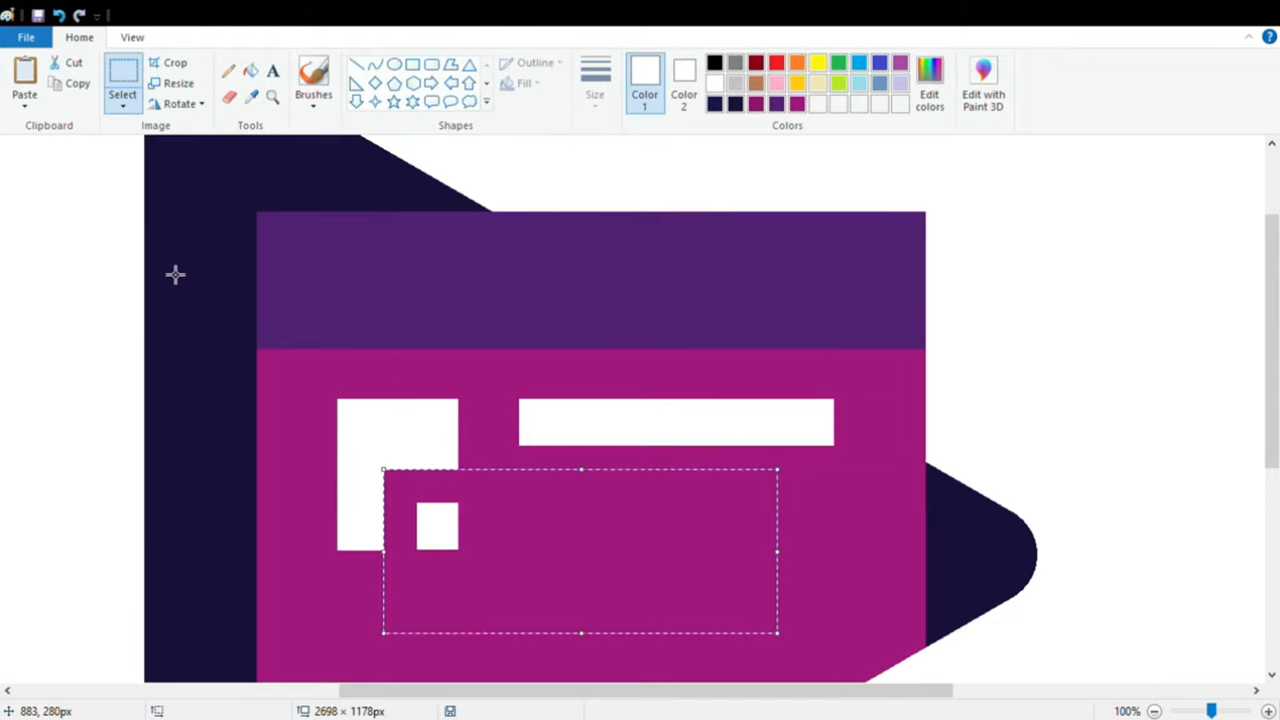 File Home View
Paste Cut Copy Clipboard
Select Crop Resize Rotate Image
A Tools
Brushes
Shapes Outline Fill
Size
Color 1 Color 2 Colors
Edit colors
Edit with Paint 3D
883, 280px 2698 × 1178px 100%